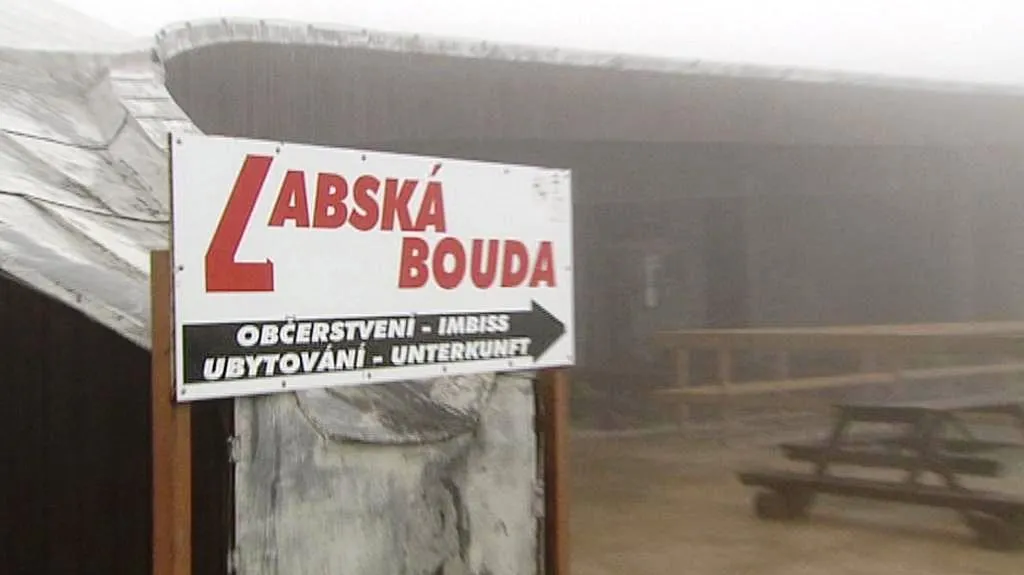 LABSKÁ
BOUDA
OBČERSTVENÍ - IMBISS
UBYTOVÁNÍ - UNTERKUNFT